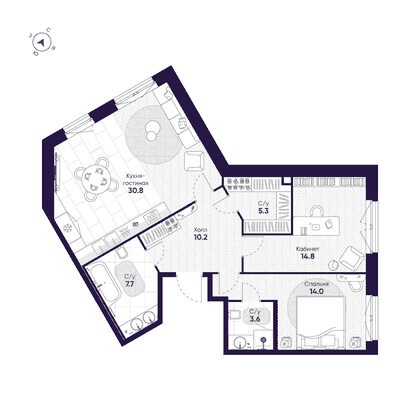 С
В
Ю
З
Кухня-
гостиная
30.8
С/у
5.3
Холл
10.2
Кабинет
14.8
С/у
7.7
Спальня
14.0
С/у
3.6